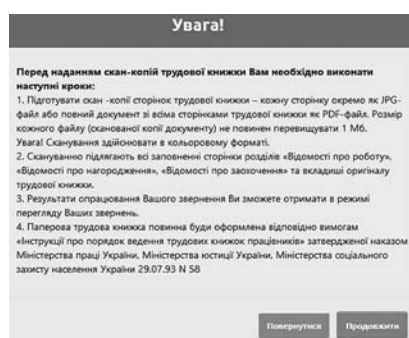 Увага!
Перед наданням скан-копій трудової книжки Вам необхідно виконати
наступні кроки:
1. Підготувати скан -копії сторінок трудової книжки – кожну сторінку окремо як JPG-
файл або повний документ зі всіма сторінками трудової книжки як PDF-файл. Розмір
кожного файлу (сканованої копії документу) не повинен перевищувати 1 Мб.
Увага! Сканування здійснювати в кольоровому форматі.
2. Скануванню підлягають всі заповненні сторінки розділів «Відомості про роботу»,
«Відомості про нагородження», «Відомості про заохочення» та вкладиші оригіналу
трудової книжки.
3. Результати опрацювання Вашого звернення Ви зможете отримати в режимі
перегляду Ваших звернень.
4. Паперова трудова книжка повинна буди оформлена відповідно вимогам
«Інструкції про порядок ведення трудових книжок працівників» затвердженої наказом
Міністерства праці України, Міністерства юстиції України, Міністерства соціального
захисту населення України 29.07.93 N 58
Повернутися Продовжити